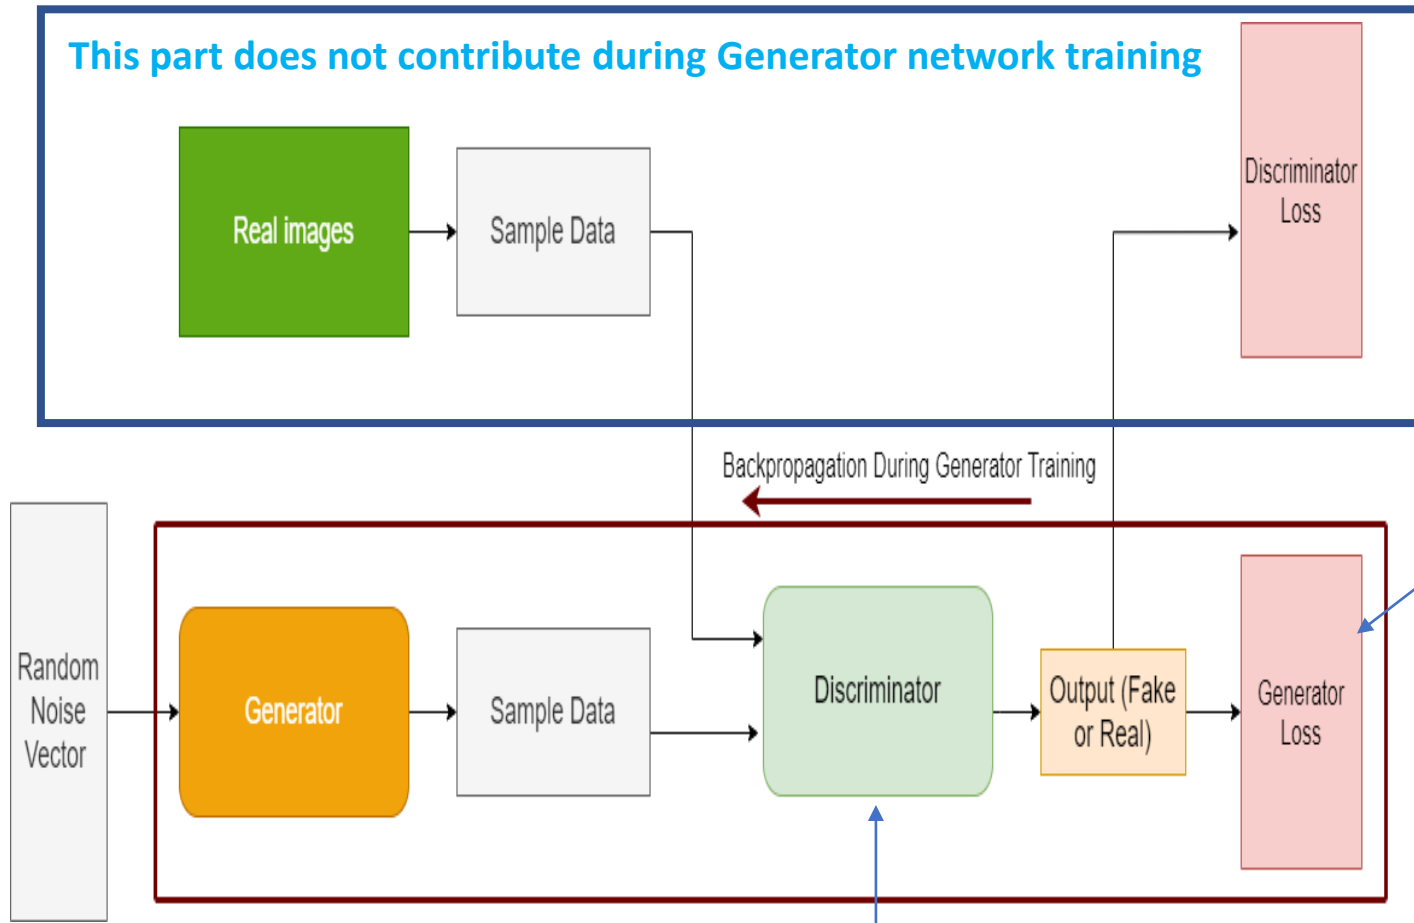 This part does not contribute during Generator network training
Real images
Sample Data
Discriminator
Loss
Backpropagation During Generator Training
Random
Noise
Vector
Generator
Sample Data
Discriminator
Output (Fake
or Real)
Generator
Loss